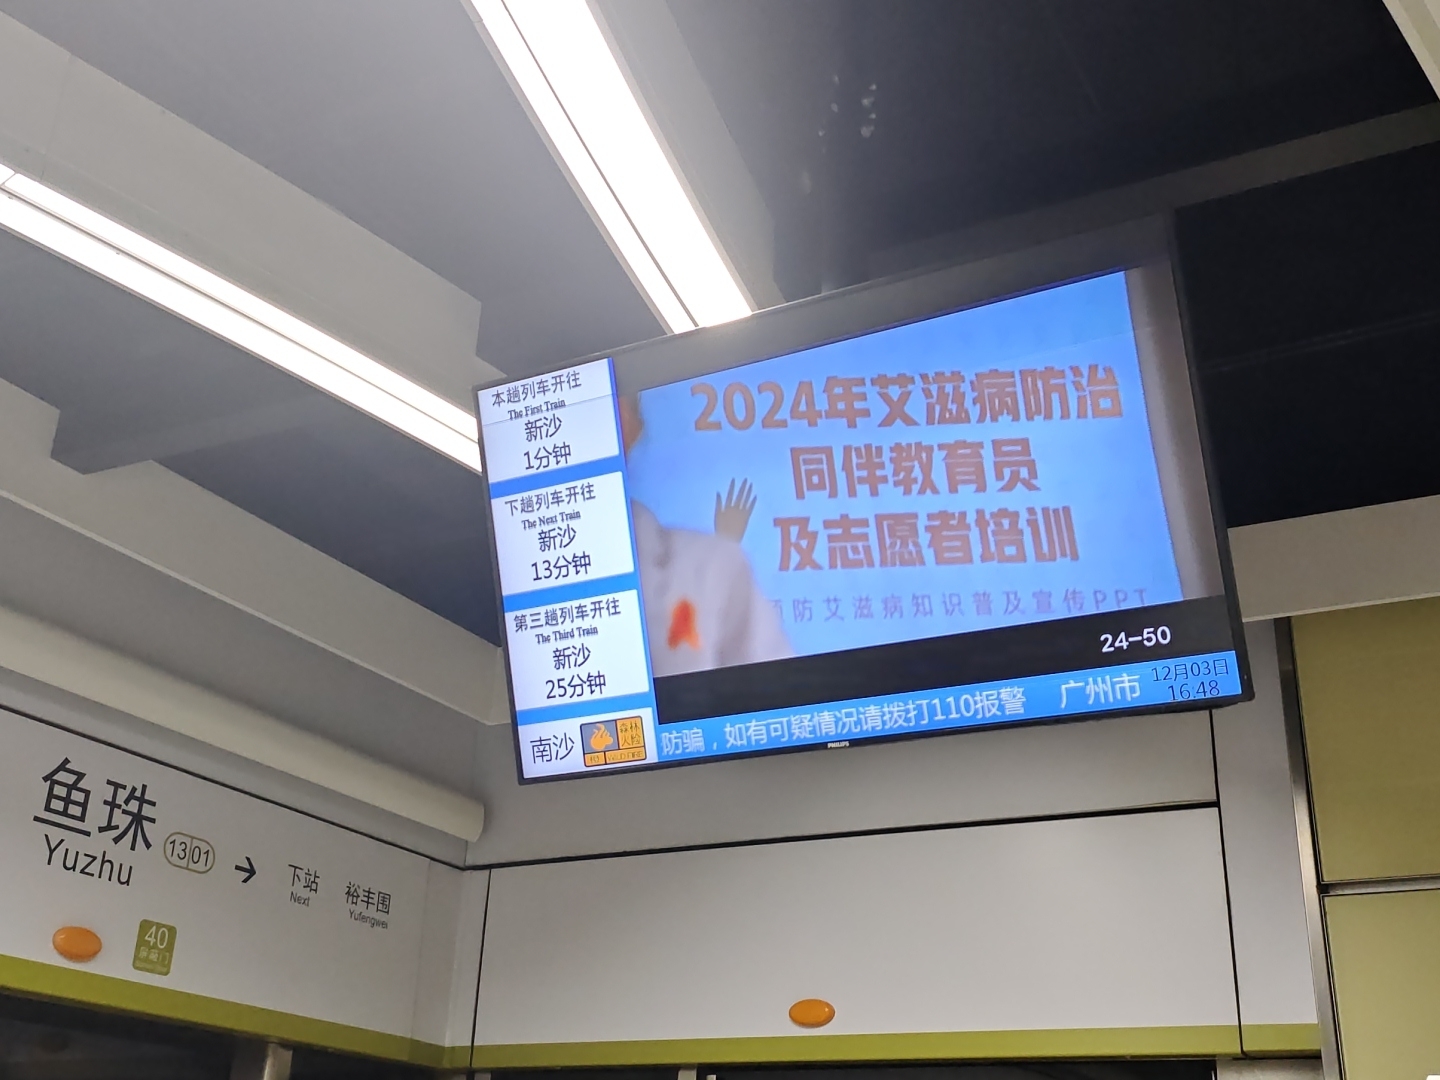 本趟列车开往
The First Train
新沙
1分钟
下趟列车开往
The Next Train
新沙
13分钟
第三趟列车开往
The Third Train
新沙
25分钟
南沙
森林
火险
WILD FIRE
2024年艾滋病防治
同伴教育员
及志愿者培训
防艾滋病知识普及宣传PPT
24-50
防骗，如有可疑情况请拨打110报警
广州市
12月03日
16:48
PHILIPS
鱼珠
Yuzhu
13 01
→
下站
Next
裕丰围
Yufengwei
40
屏蔽门